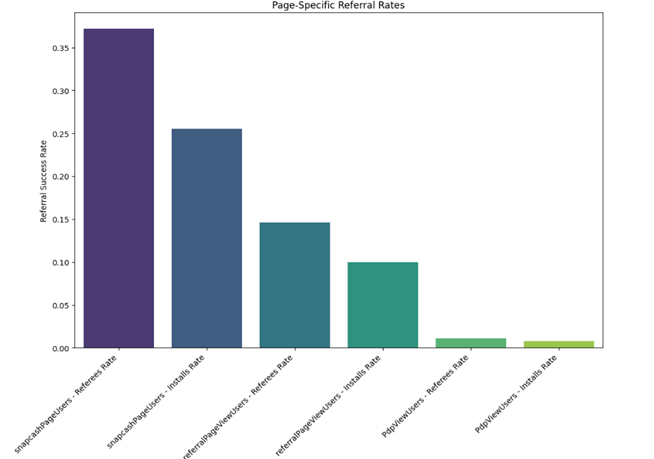 Page-Specific Referral Rates
Referral Success Rate
0.35
0.30
0.25
0.20
0.15
0.10
0.05
0.00
snapcashPageUsers - Referees Rate
snapcashPageUsers - Installs Rate
referralPageViewUsers - Referees Rate
referralPageViewUsers - Installs Rate
PdpViewUsers - Referees Rate
PdpViewUsers - Installs Rate